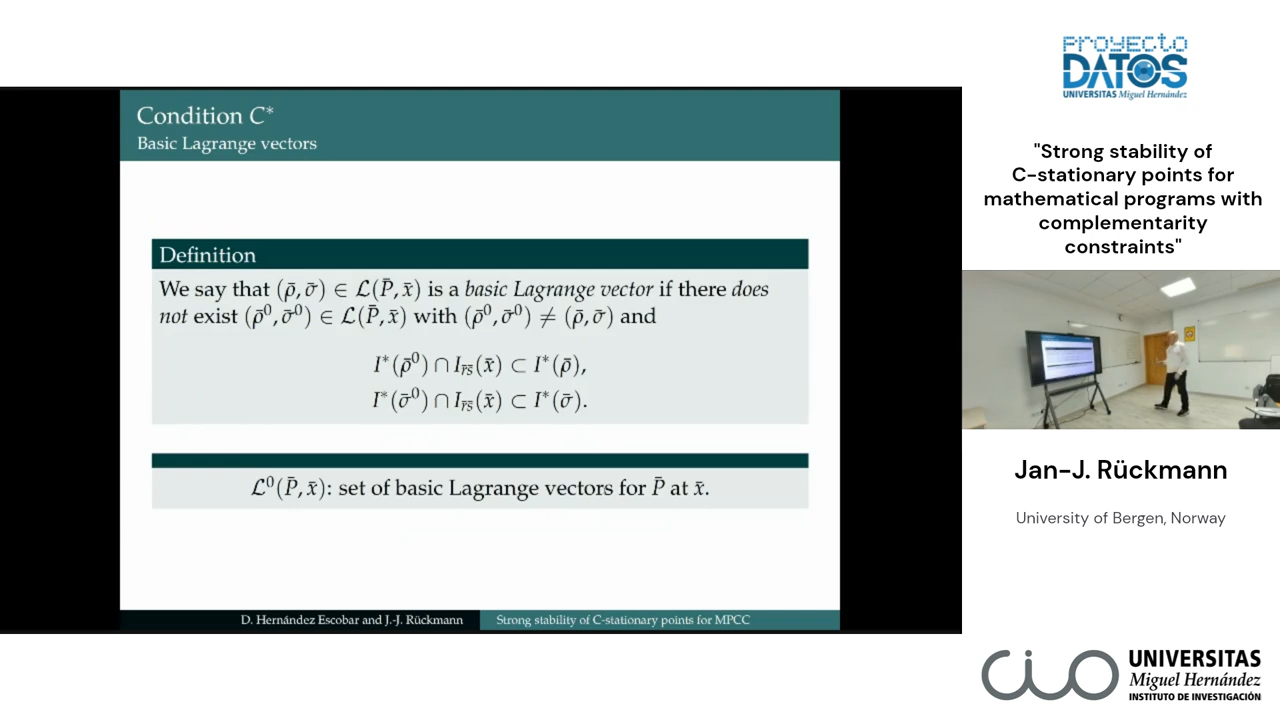 Condition C*
Basic Lagrange vectors
Definition
We say that (ρ̄, σ̄) ∈ ℒ(P̄, x̄) is a basic Lagrange vector if there does
not exist (ρ̄⁰, σ̄⁰) ∈ ℒ(P̄, x̄) with (ρ̄⁰, σ̄⁰) ≠ (ρ̄, σ̄) and
I*(ρ̄⁰) ∩ I_r̄s̄(x̄) ⊂ I*(ρ̄),
I*(σ̄⁰) ∩ I_r̄s̄(x̄) ⊂ I*(σ̄).
ℒ⁰(P̄, x̄): set of basic Lagrange vectors for P̄ at x̄.
D. Hernández Escobar and J.-J. Rückmann
Strong stability of C-stationary points for MPCC
PROYECTO
DATOS
UNIVERSITAS Miguel Hernández
"Strong stability of
C-stationary points for
mathematical programs with
complementarity
constraints"
Jan-J. Rückmann
University of Bergen, Norway
CIO
UNIVERSITAS
Miguel Hernández
INSTITUTO DE INVESTIGACIÓN